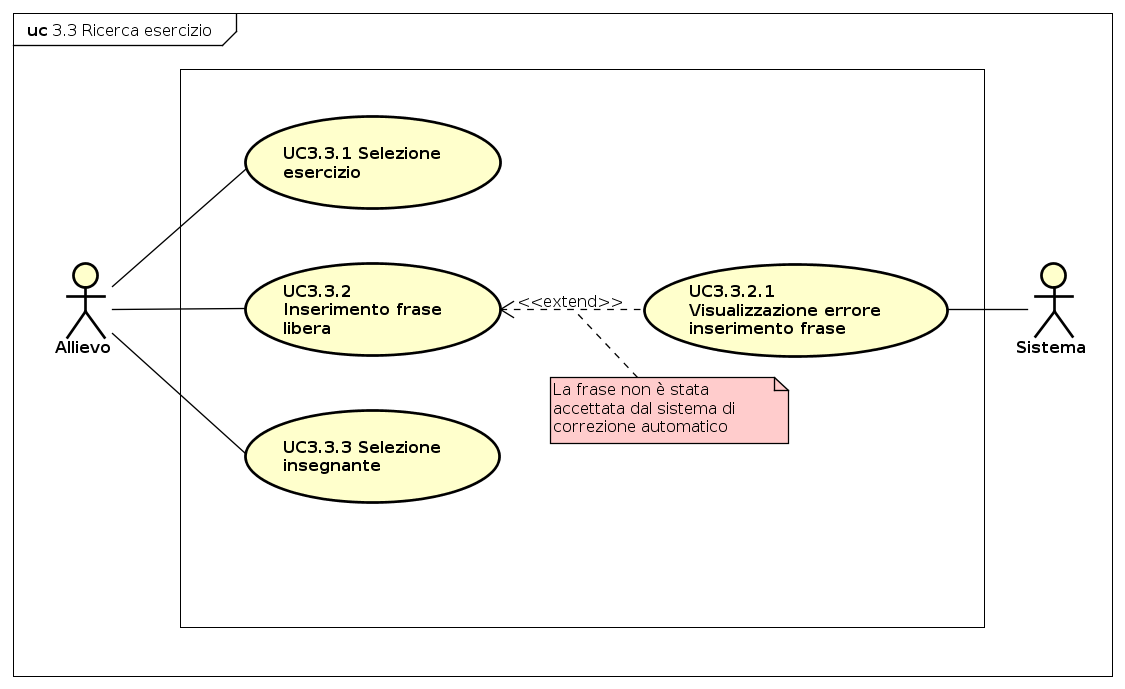 uc 3.3 Ricerca esercizio
UC3.3.1 Selezione
esercizio
UC3.3.2
Inserimento frase
libera
<<extend>>
UC3.3.2.1
Visualizzazione errore
inserimento frase
Allievo
Sistema
La frase non è stata
accettata dal sistema di
correzione automatico
UC3.3.3 Selezione
insegnante